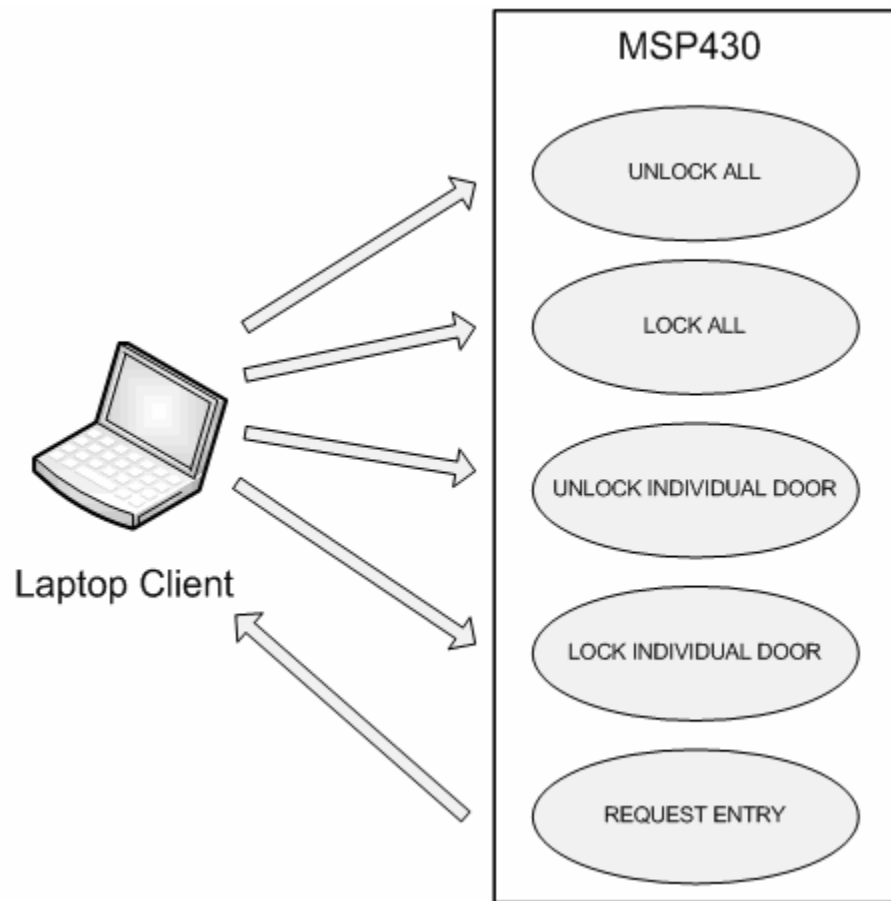 MSP430
UNLOCK ALL
LOCK ALL
UNLOCK INDIVIDUAL DOOR
Laptop Client
LOCK INDIVIDUAL DOOR
REQUEST ENTRY